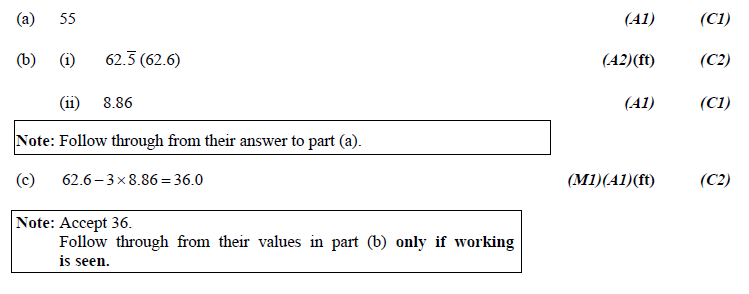 (a) 55 (A1) (C1)
(b) (i) 62.5̅ (62.6) (A2)(ft) (C2)
(ii) 8.86 (A1) (C1)
Note: Follow through from their answer to part (a).
(c) 62.6 – 3 × 8.86 = 36.0 (M1)(A1)(ft) (C2)
Note: Accept 36.
Follow through from their values in part (b) only if working
is seen.